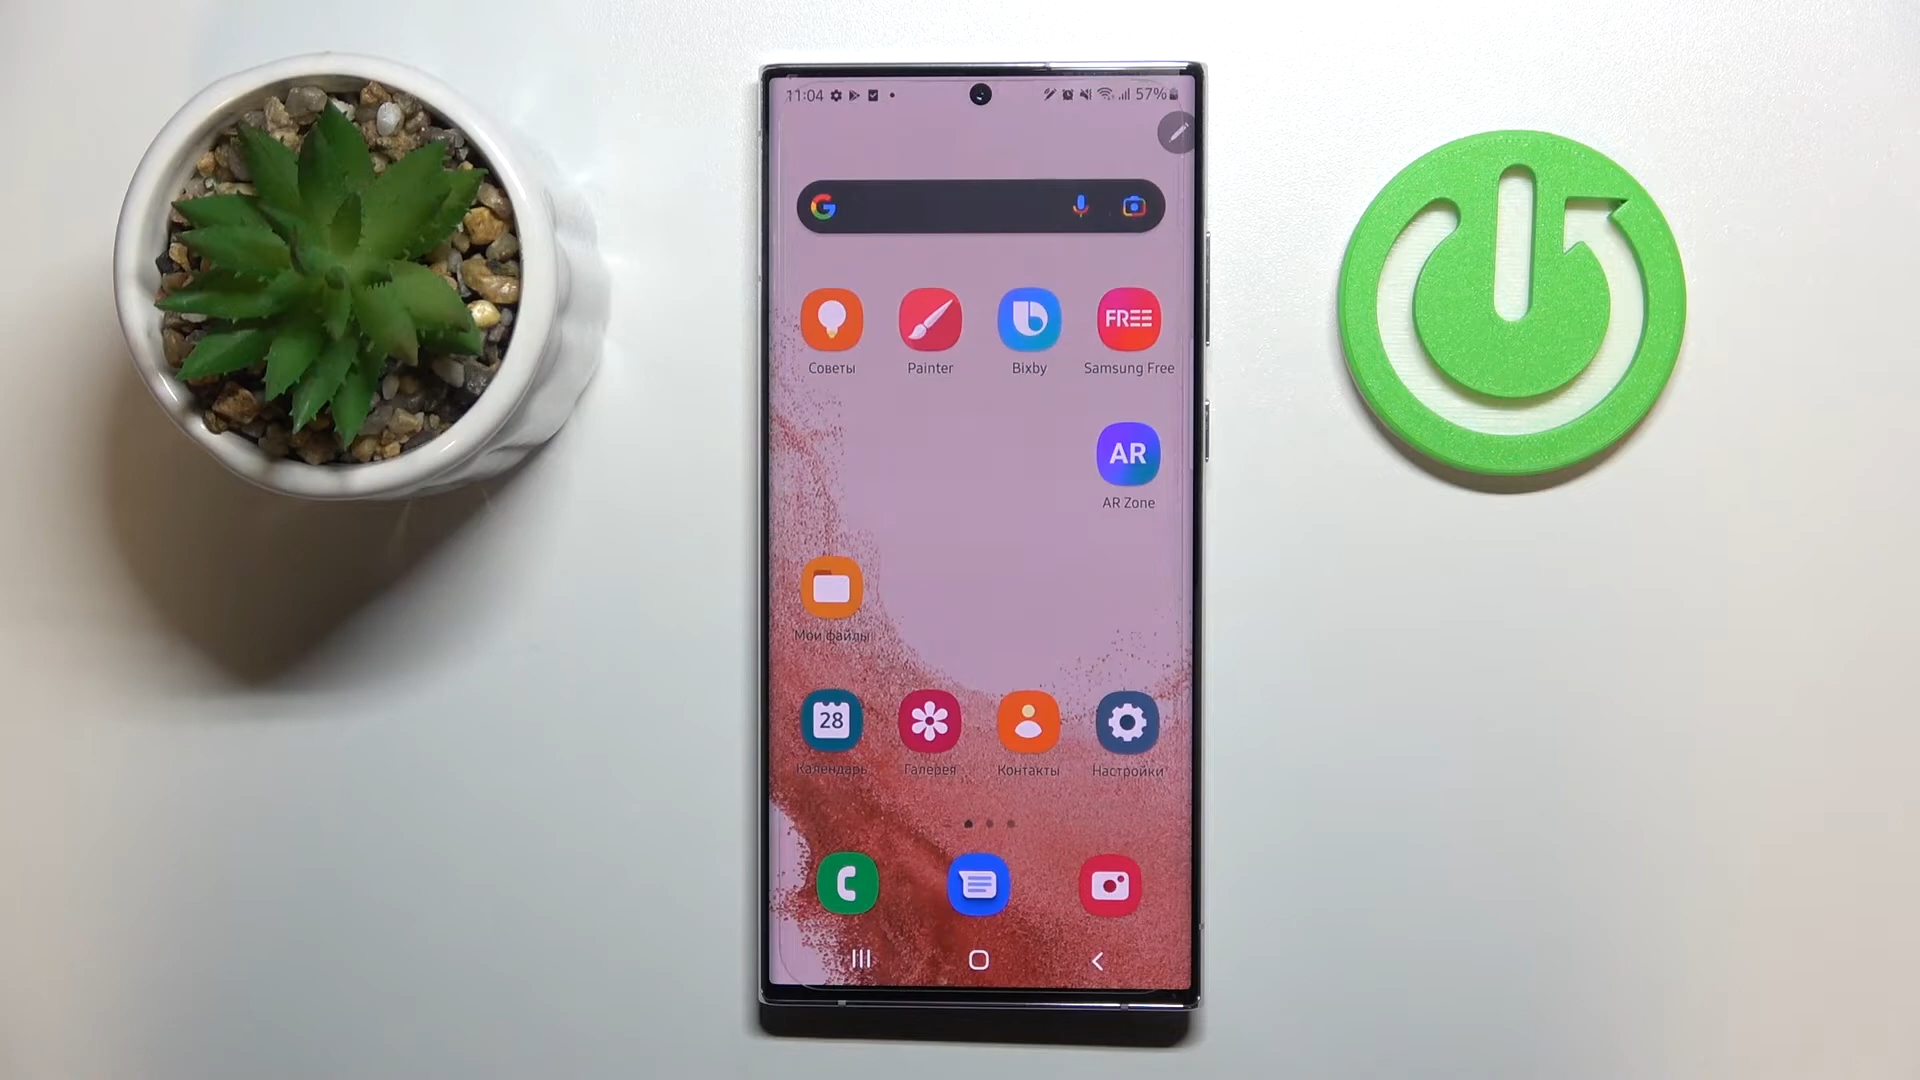 11:04 57%
G
Советы Painter Bixby Samsung Free
FREE
AR
AR Zone
Мои файлы
28
Календарь Галерея Контакты Настройки